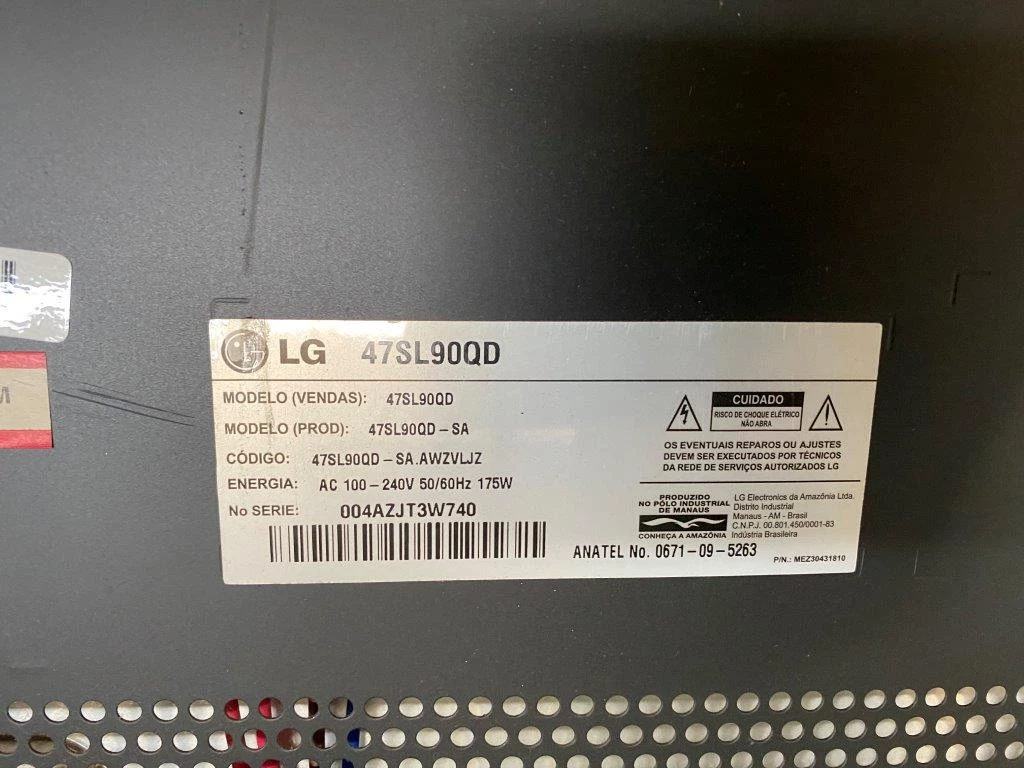 LG 47SL90QD
MODELO (VENDAS): 47SL90QD
MODELO (PROD): 47SL90QD-SA
CÓDIGO: 47SL90QD-SA.AWZVLJZ
ENERGIA: AC 100-240V 50/60Hz 175W
No SERIE: 004AZJT3W740
CUIDADO
RISCO DE CHOQUE ELÉTRICO
NÃO ABRA
OS EVENTUAIS REPAROS OU AJUSTES
DEVEM SER EXECUTADOS POR TÉCNICOS
DA REDE DE SERVIÇOS AUTORIZADOS LG
PRODUZIDO
NO PÓLO INDUSTRIAL
DE MANAUS
CONHEÇA A AMAZÔNIA
LG Electronics da Amazônia Ltda.
Distrito Industrial
Manaus - AM - Brasil
C.N.P.J. 00.801.450/0001-83
Indústria Brasileira
ANATEL No. 0671-09-5263
P/N.: MEZ30431810